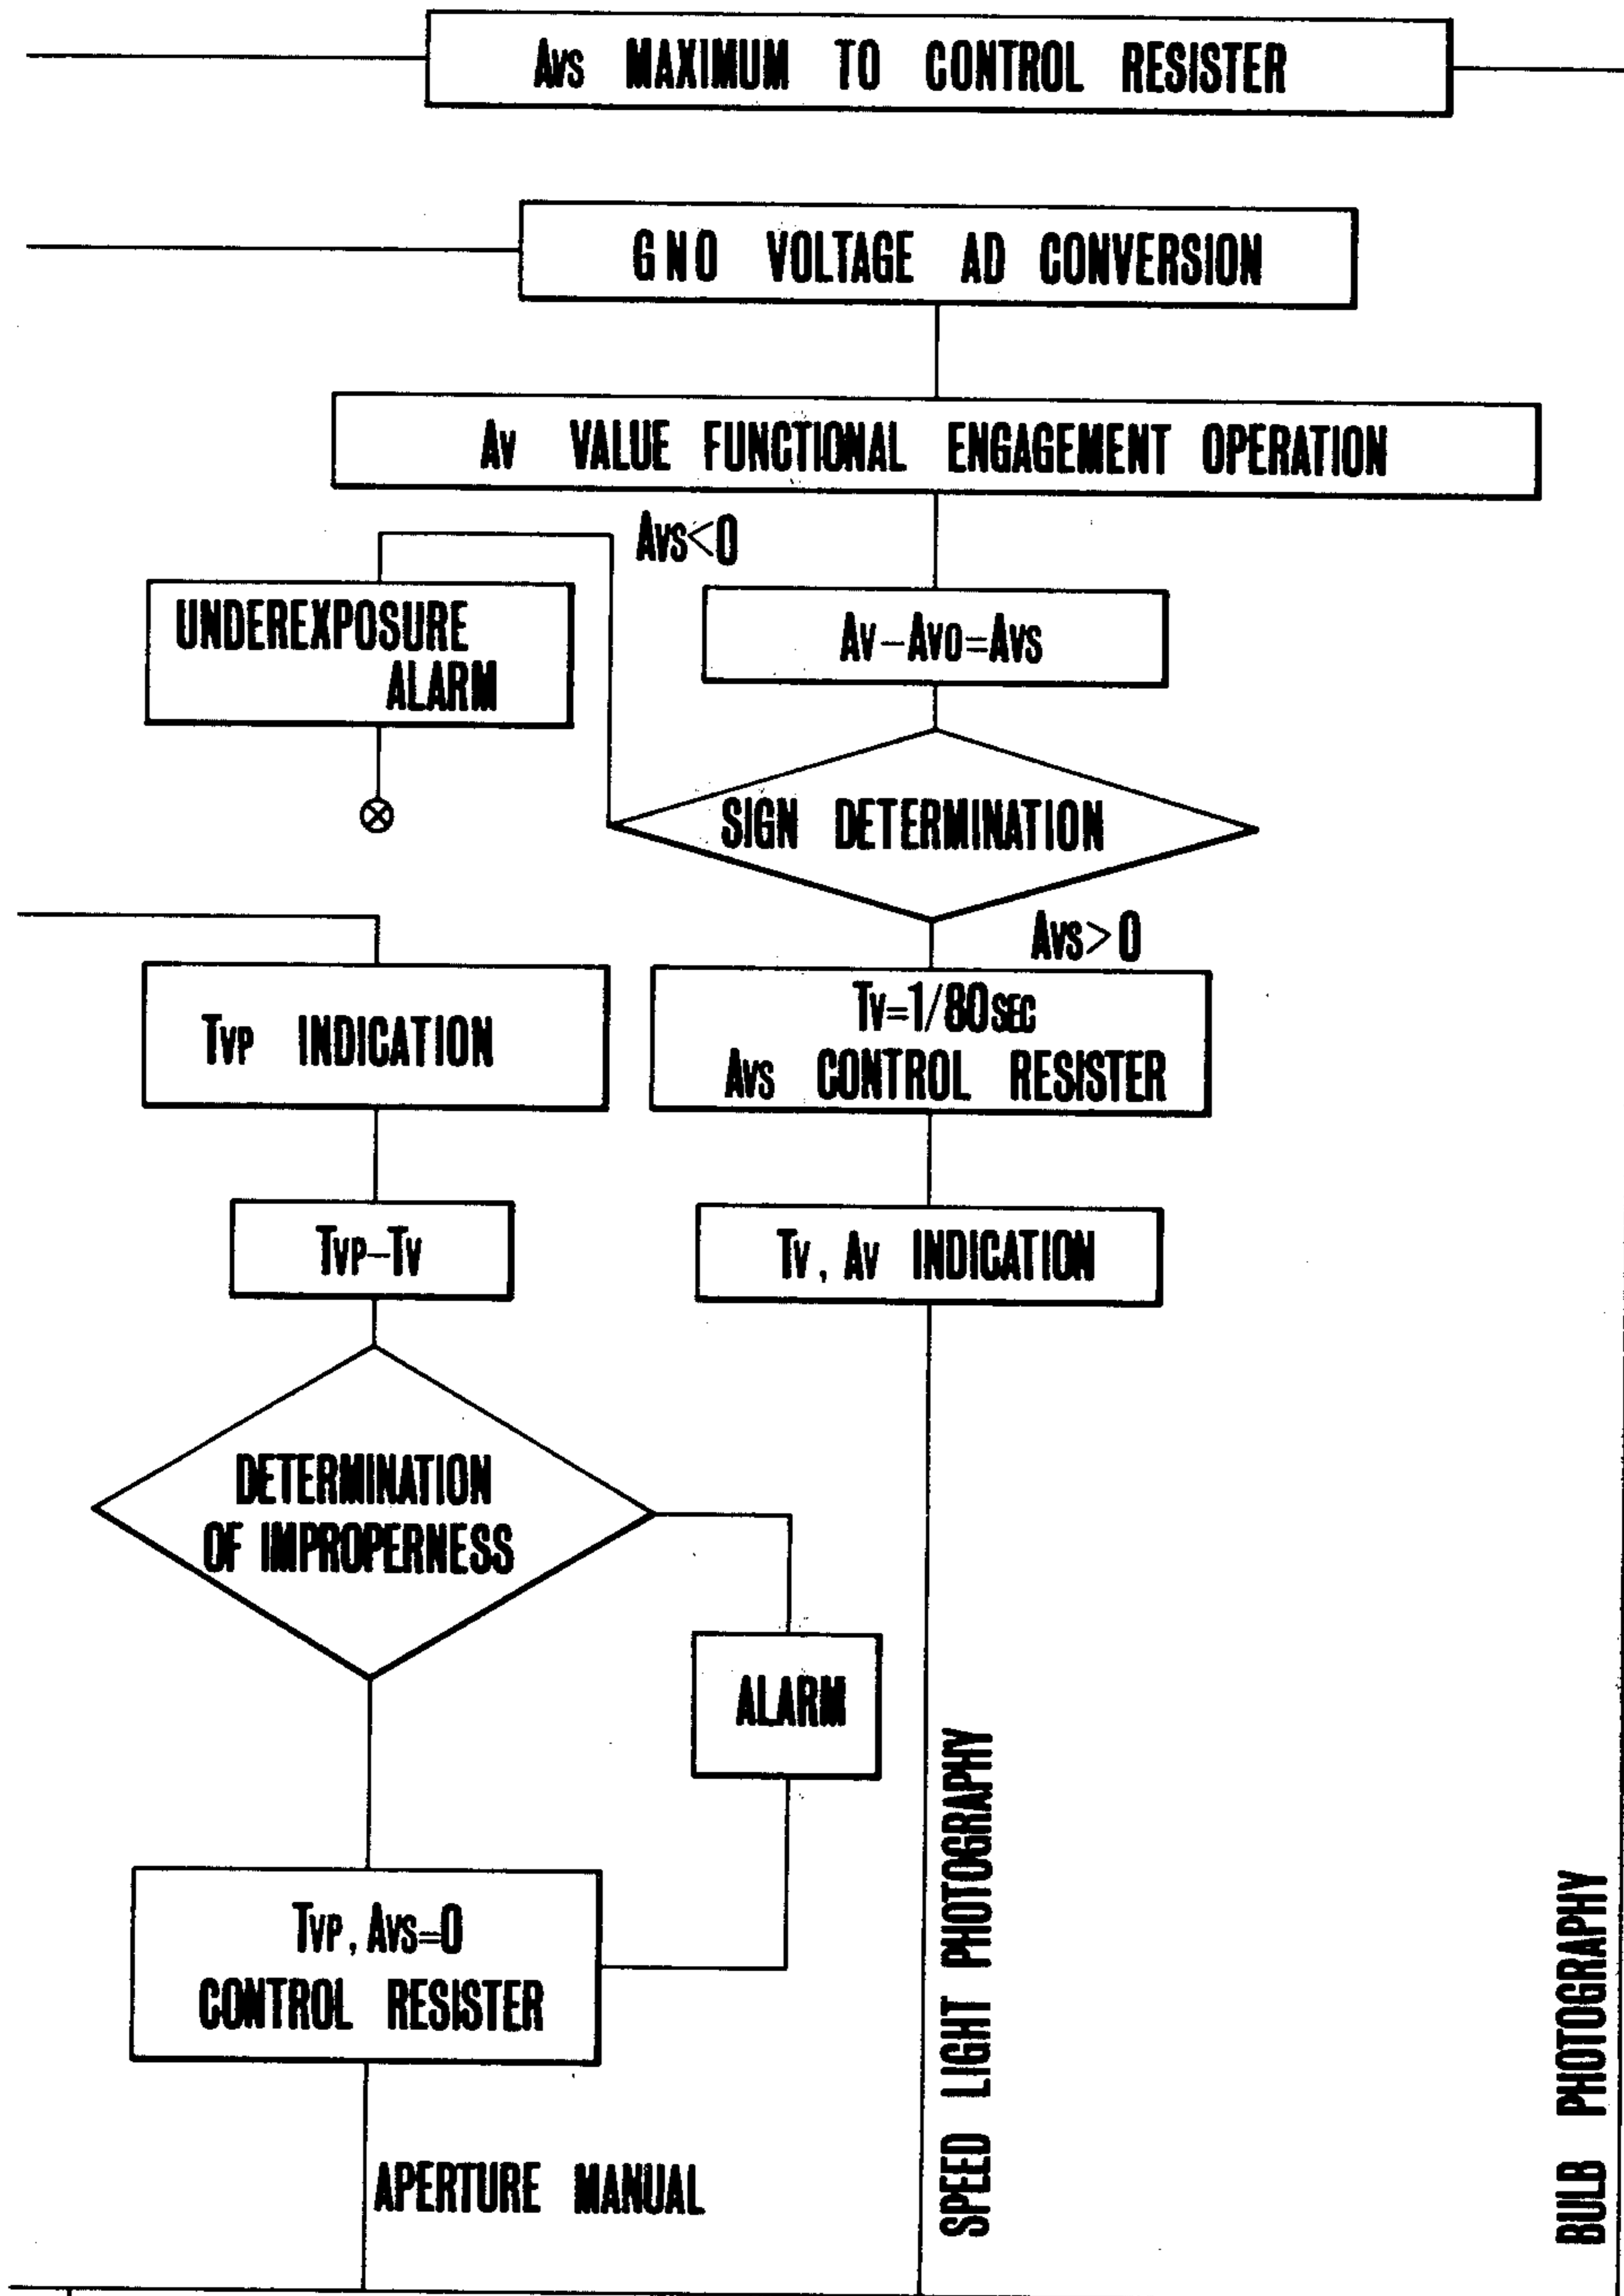 Avs MAXIMUM TO CONTROL RESISTER
GNO VOLTAGE AD CONVERSION
Av VALUE FUNCTIONAL ENGAGEMENT OPERATION
Avs<0
UNDEREXPOSURE
ALARM
Av-Avo=Avs
SIGN DETERMINATION
Avs>0
Tvp INDICATION
Tv=1/80 SEC
Avs CONTROL RESISTER
Tvp-Tv
Tv, Av INDICATION
DETERMINATION
OF IMPROPERNESS
ALARM
Tvp, Avs=0
CONTROL RESISTER
APERTURE MANUAL
SPEED LIGHT PHOTOGRAPHY
BULB PHOTOGRAPHY